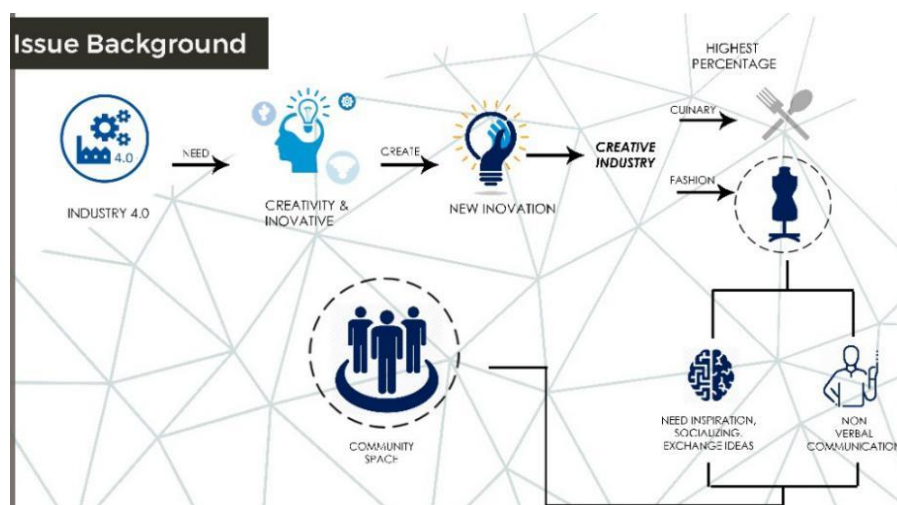 Issue Background
HIGHEST
PERCENTAGE
4.0
NEED
CREATE
CUINARY
CREATIVE
INDUSTRY
FASHION
INDUSTRY 4.0
CREATIVITY &
INOVATIVE
NEW INOVATION
NEED INSPIRATION,
SOCIALIZING,
EXCHANGE IDEAS
NON
VERBAL
COMMUNICATION
COMMUNITY
SPACE